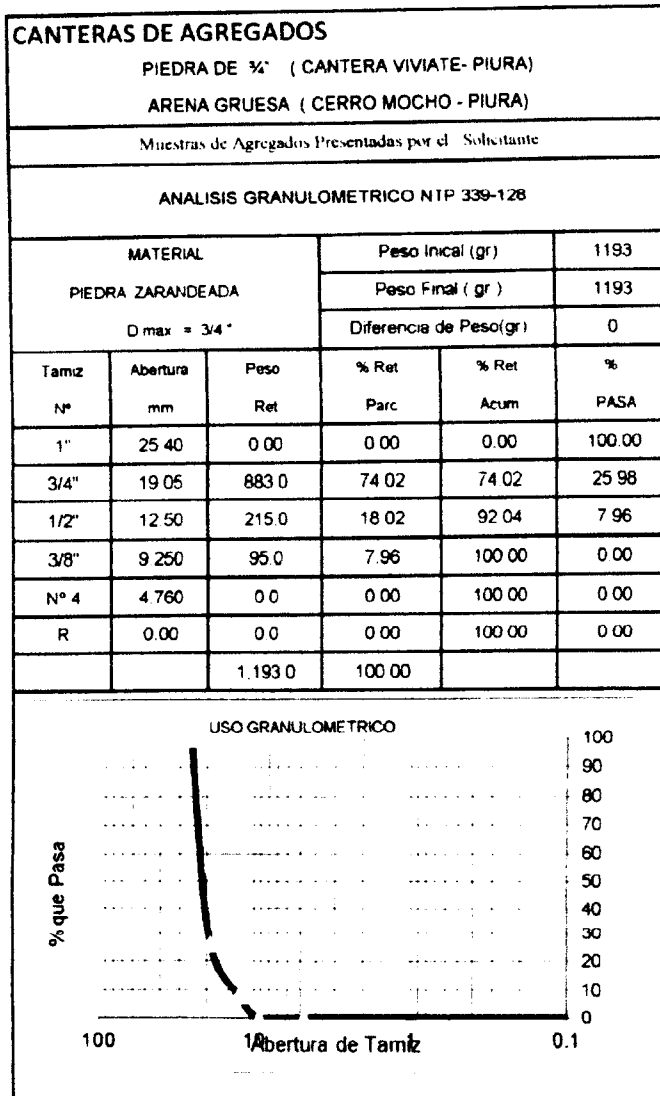 CANTERAS DE AGREGADOS
PIEDRA DE ¾" ( CANTERA VIVIATE- PIURA)
ARENA GRUESA ( CERRO MOCHO - PIURA)
Muestras de Agregados Presentadas por el Solicitante
ANALISIS GRANULOMETRICO NTP 339-128
MATERIAL Peso Inical (gr) 1193
PIEDRA ZARANDEADA Peso Final ( gr ) 1193
D max = 3/4 " Diferencia de Peso(gr) 0
Tamiz Abertura Peso % Ret % Ret %
Nº mm Ret Parc Acum PASA
1" 25.40 0.00 0.00 0.00 100.00
3/4" 19.05 883.0 74.02 74.02 25.98
1/2" 12.50 215.0 18.02 92.04 7.96
3/8" 9.250 95.0 7.96 100.00 0.00
Nº 4 4.760 0.0 0.00 100.00 0.00
R 0.00 0.0 0.00 100.00 0.00
1,193.0 100.00
USO GRANULOMETRICO
100
90
80
70
60
50
40
30
20
10
0
% que Pasa
100 10 1 0.1
Abertura de Tamiz